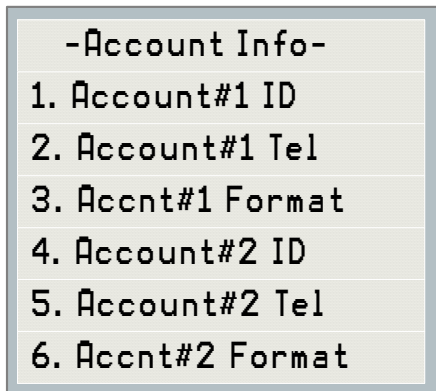 -Account Info-
1. Account#1 ID
2. Account#1 Tel
3. Accnt#1 Format
4. Account#2 ID
5. Account#2 Tel
6. Accnt#2 Format